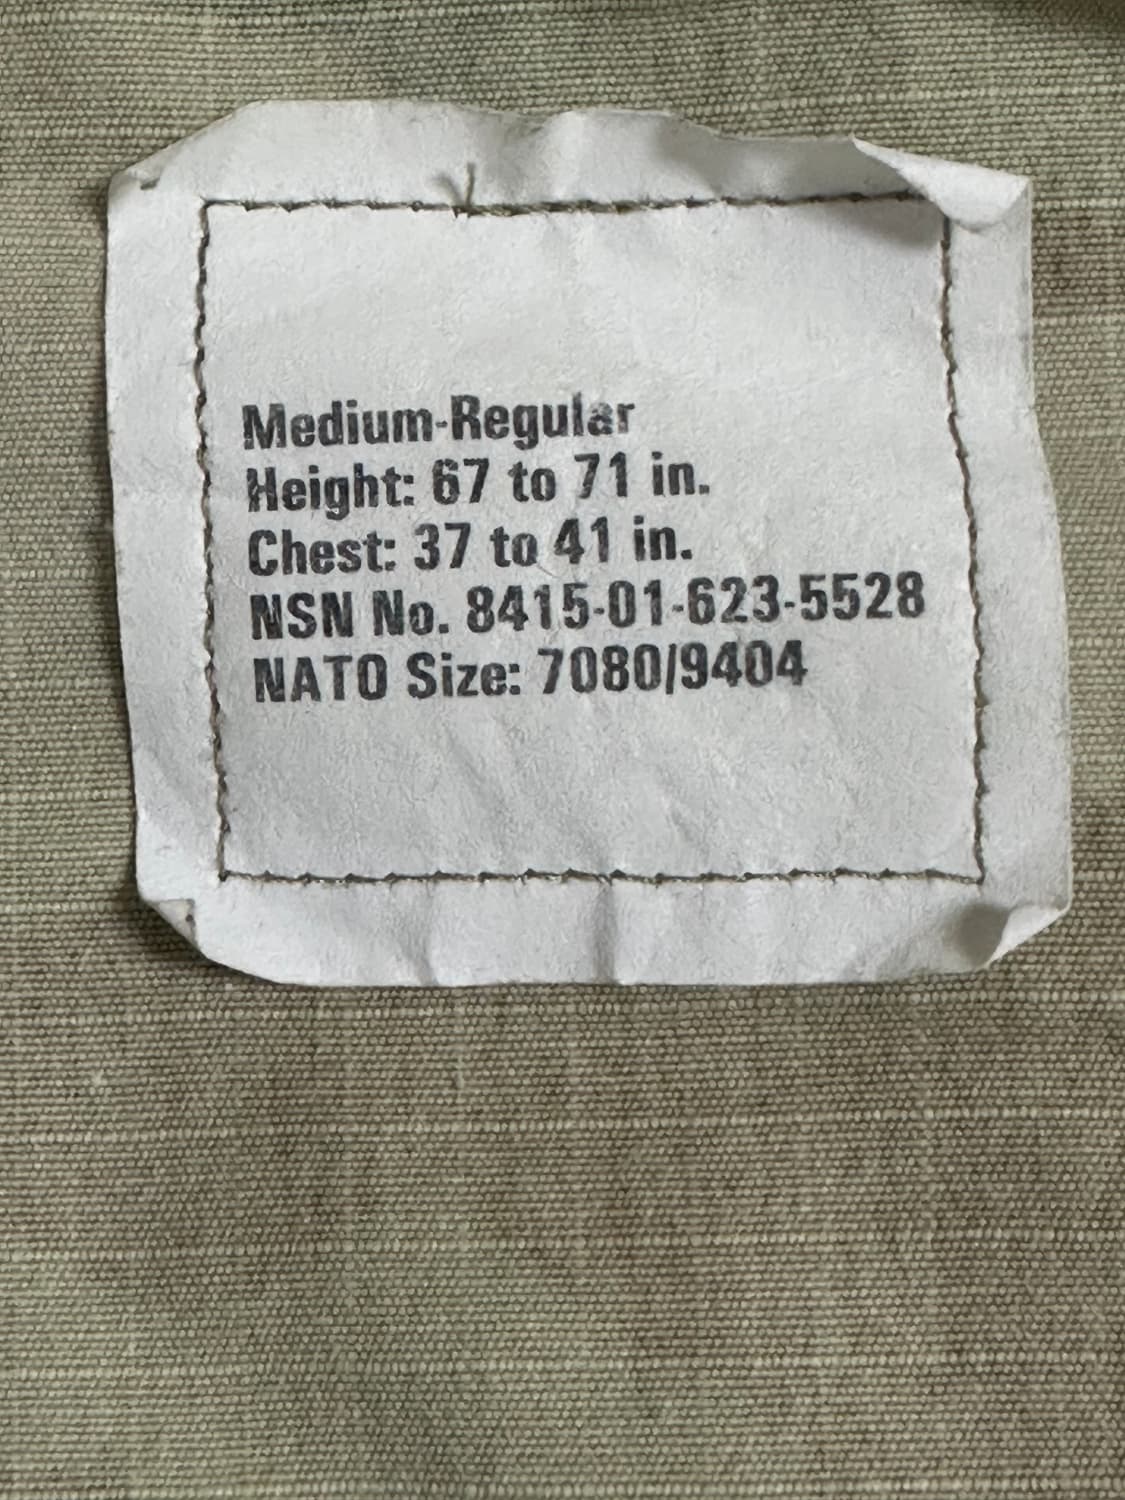 Medium-Regular
Height: 67 to 71 in.
Chest: 37 to 41 in.
NSN No. 8415-01-623-5528
NATO Size: 7080/9404